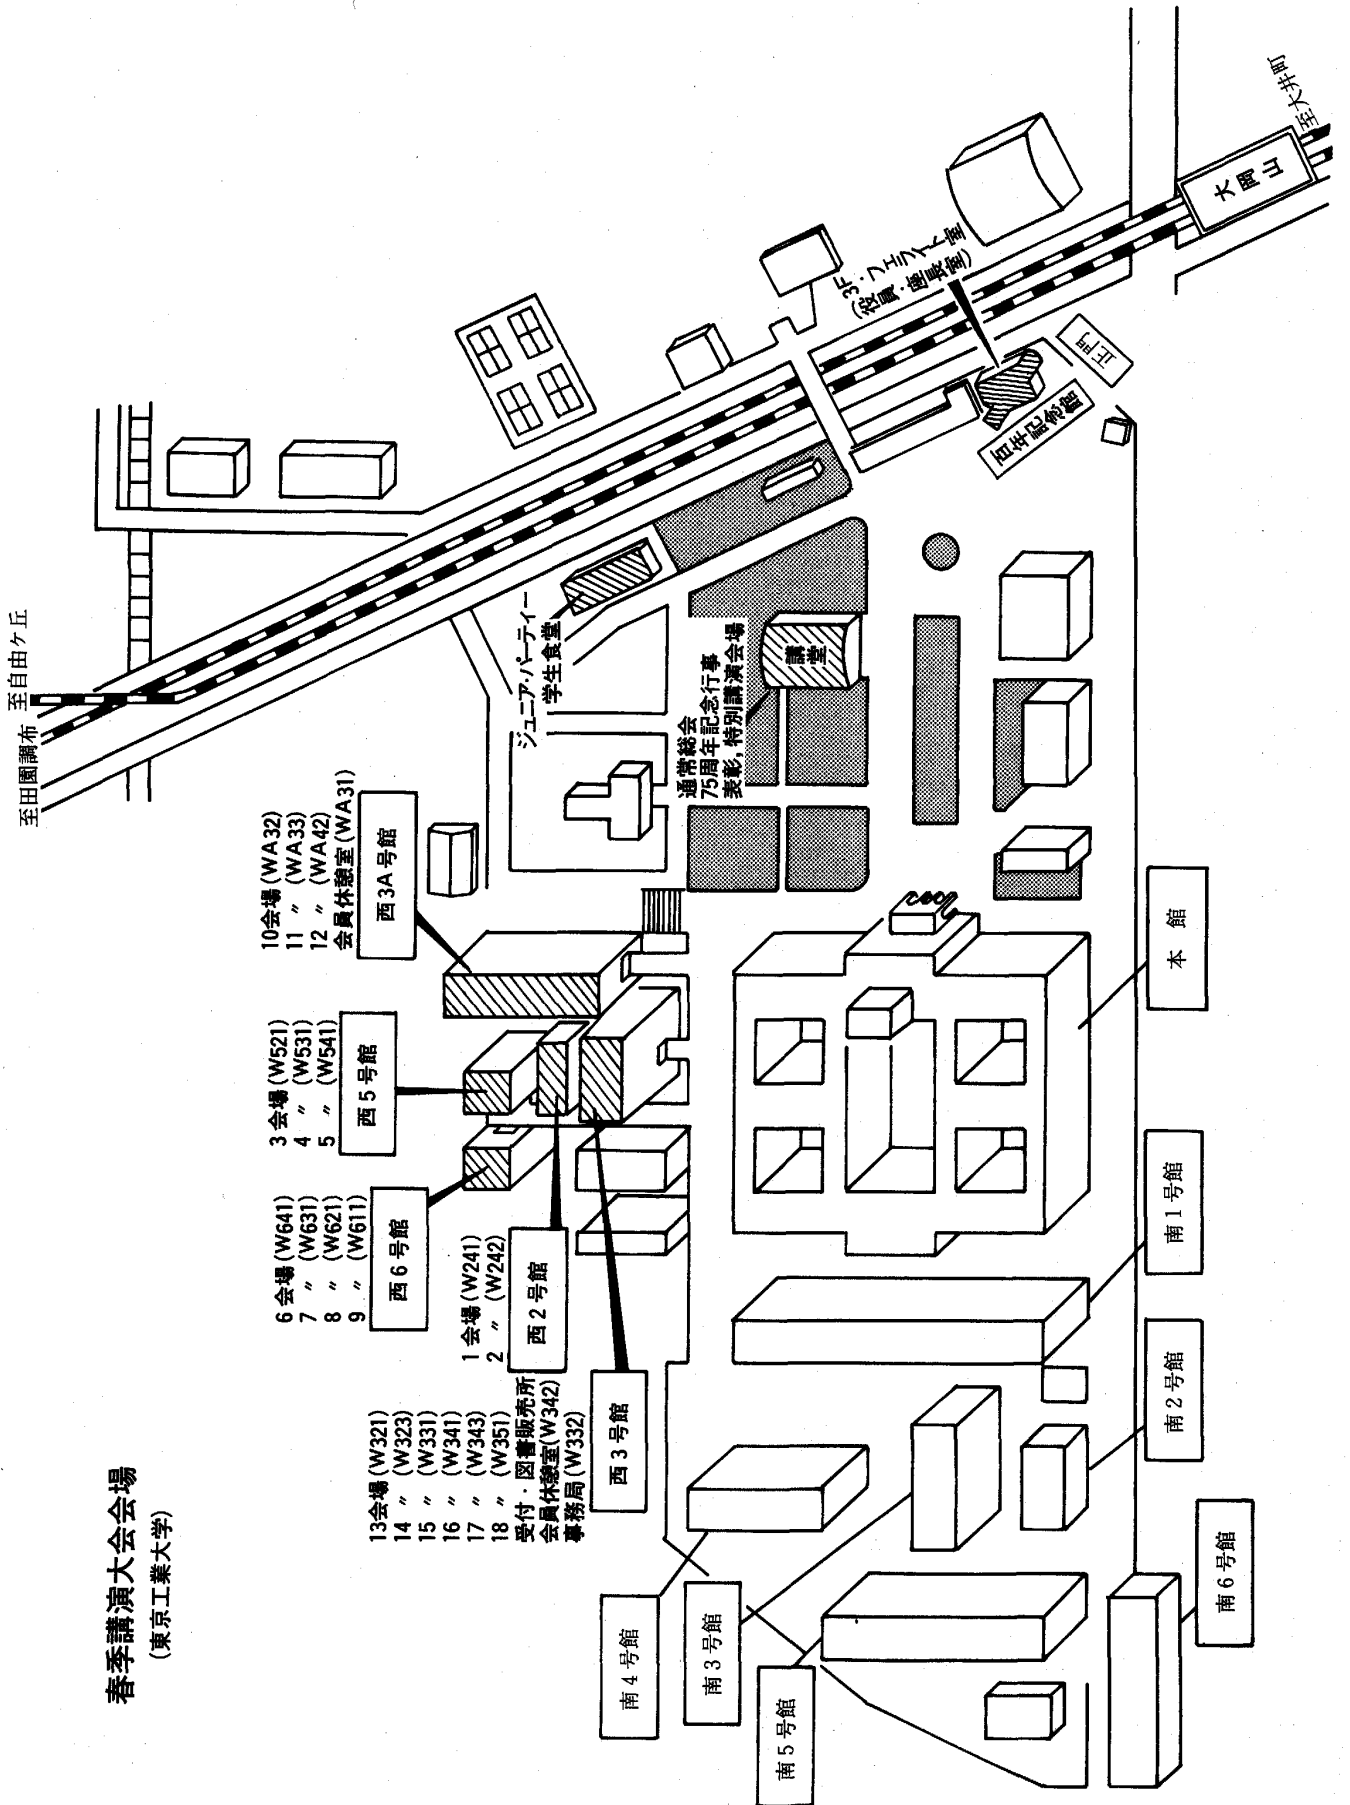 春季講演大会会場
(東京工業大学)
13会場(W321)
14 〃 (W323)
15 〃 (W331)
16 〃 (W341)
17 〃 (W343)
18 〃 (W351)
受付・図書販売所
会員休憩室(W342)
事務局(W332)
西3号館
1会場(W241)
2 〃 (W242)
西2号館
6会場(W641)
7 〃 (W631)
8 〃 (W621)
9 〃 (W611)
西6号館
3会場(W521)
4 〃 (W531)
5 〃 (W541)
西5号館
10会場(WA32)
11 〃 (WA33)
12 〃 (WA42)
会員休憩室(WA31)
西3A号館
至田園調布
至自由ヶ丘
ジュニア・パーティー
学生食堂
通常総会
75周年記念行事
表彰,特別講演会場
講堂
3F・フェライト室
(役員・座長室)
百年記念館
正門
大岡山
至大井町
南4号館
南3号館
南5号館
南6号館
南2号館
南1号館
本館